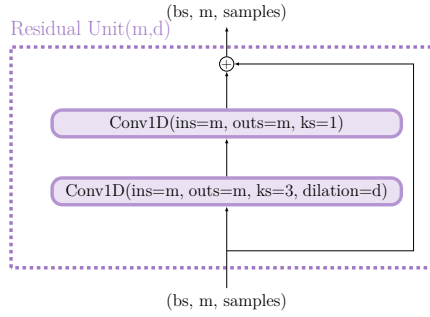 (bs, m, samples)
Residual Unit(m,d)
Conv1D(ins=m, outs=m, ks=1)
Conv1D(ins=m, outs=m, ks=3, dilation=d)
(bs, m, samples)